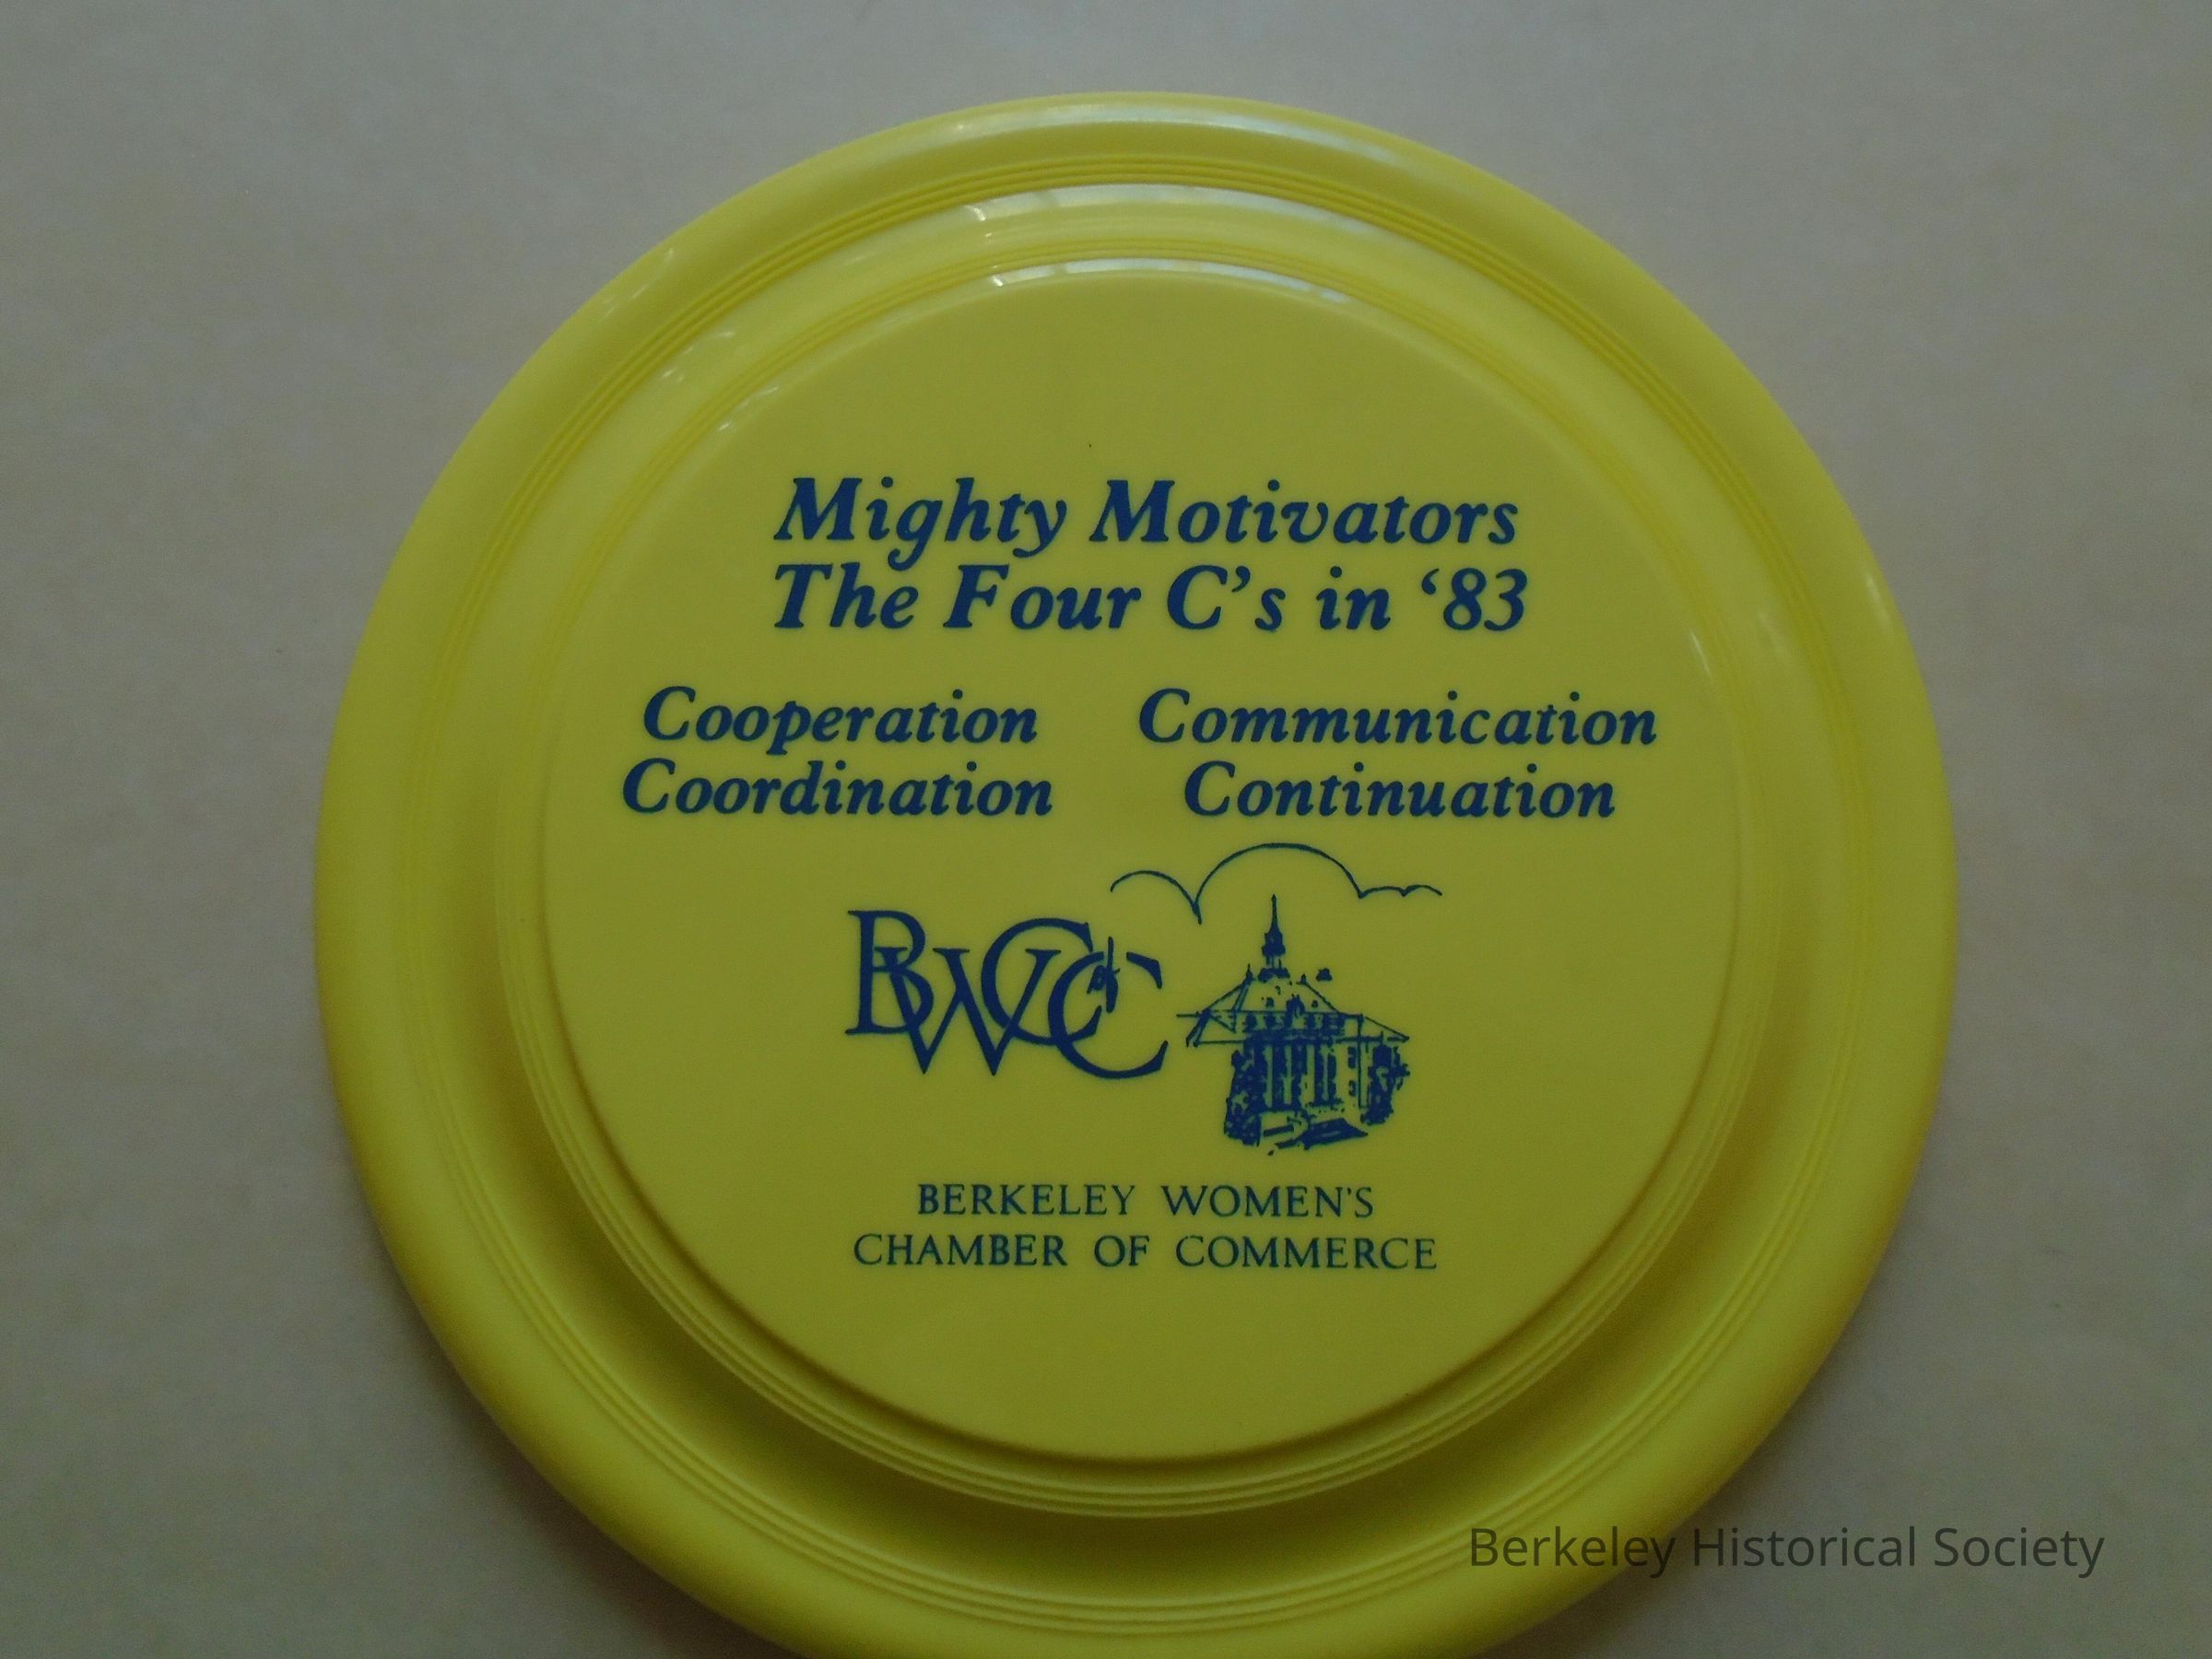 Mighty Motivators
The Four C's in ‘83
Cooperation Communication
Coordination Continuation
BWCC
BERKELEY WOMEN'S
CHAMBER OF COMMERCE
Berkeley Historical Society